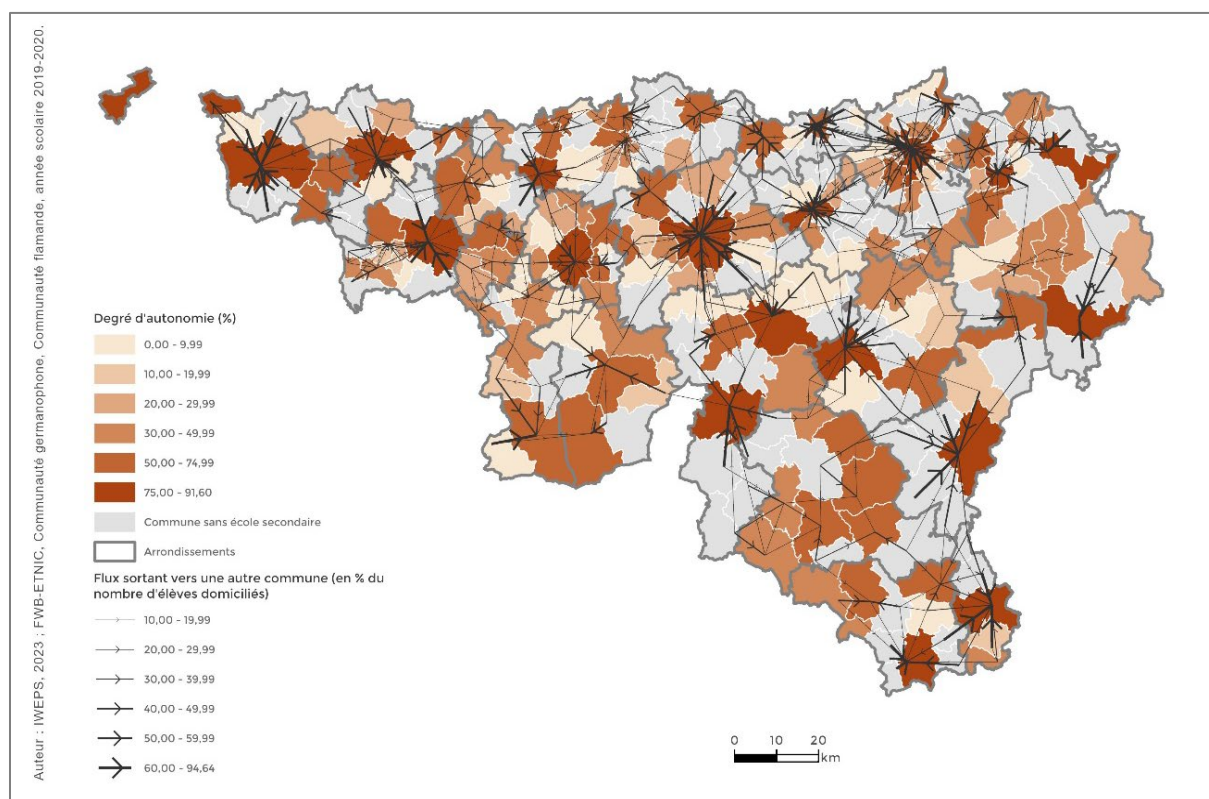 Auteur : IWEPS, 2023 ; FWB-ETNIC, Communauté germanophone, Communauté flamande, année scolaire 2019-2020.
Degré d'autonomie (%)
0,00 - 9,99
10,00 - 19,99
20,00 - 29,99
30,00 - 49,99
50,00 - 74,99
75,00 - 91,60
Commune sans école secondaire
Arrondissements
Flux sortant vers une autre commune (en % du
nombre d'élèves domiciliés)
10,00 - 19,99
20,00 - 29,99
30,00 - 39,99
40,00 - 49,99
50,00 - 59,99
60,00 - 94,64
0 10 20
km